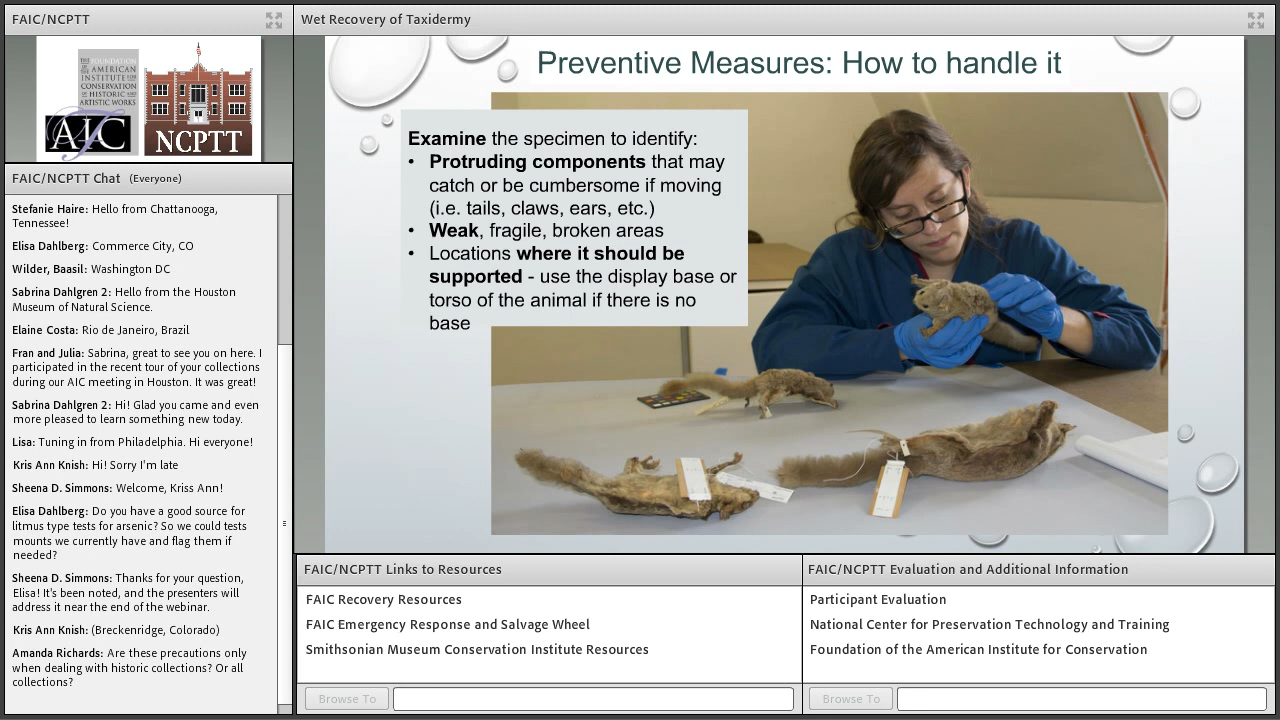 FAIC/NCPTT
THE FOUNDATION
OF THE AMERICAN
INSTITUTE FOR
CONSERVATION
OF HISTORIC AND
ARTISTIC WORKS
AIC
NCPTT
FAIC/NCPTT Chat (Everyone)
Stefanie Haire: Hello from Chattanooga,
Tennessee!
Elisa Dahlberg: Commerce City, CO
Wilder, Baasil: Washington DC
Sabrina Dahlgren 2: Hello from the Houston
Museum of Natural Science.
Elaine Costa: Rio de Janeiro, Brazil
Fran and Julia: Sabrina, great to see you on here. I
participated in the recent tour of your collections
during our AIC meeting in Houston. It was great!
Sabrina Dahlgren 2: Hi! Glad you came and even
more pleased to learn something new today.
Lisa: Tuning in from Philadelphia. Hi everyone!
Kris Ann Knish: Hi! Sorry I'm late
Sheena D. Simmons: Welcome, Kriss Ann!
Elisa Dahlberg: Do you have a good source for
litmus type tests for arsenic? So we could tests
mounts we currently have and flag them if
needed?
Sheena D. Simmons: Thanks for your question,
Elisa! It's been noted, and the presenters will
address it near the end of the webinar.
Kris Ann Knish: (Breckenridge, Colorado)
Amanda Richards: Are these precautions only
when dealing with historic collections? Or all
collections?
Wet Recovery of Taxidermy
Preventive Measures: How to handle it
Examine the specimen to identify:
• Protruding components that may
catch or be cumbersome if moving
(i.e. tails, claws, ears, etc.)
• Weak, fragile, broken areas
• Locations where it should be
supported - use the display base or
torso of the animal if there is no
base
FAIC/NCPTT Links to Resources
FAIC Recovery Resources
FAIC Emergency Response and Salvage Wheel
Smithsonian Museum Conservation Institute Resources
Browse To
FAIC/NCPTT Evaluation and Additional Information
Participant Evaluation
National Center for Preservation Technology and Training
Foundation of the American Institute for Conservation
Browse To